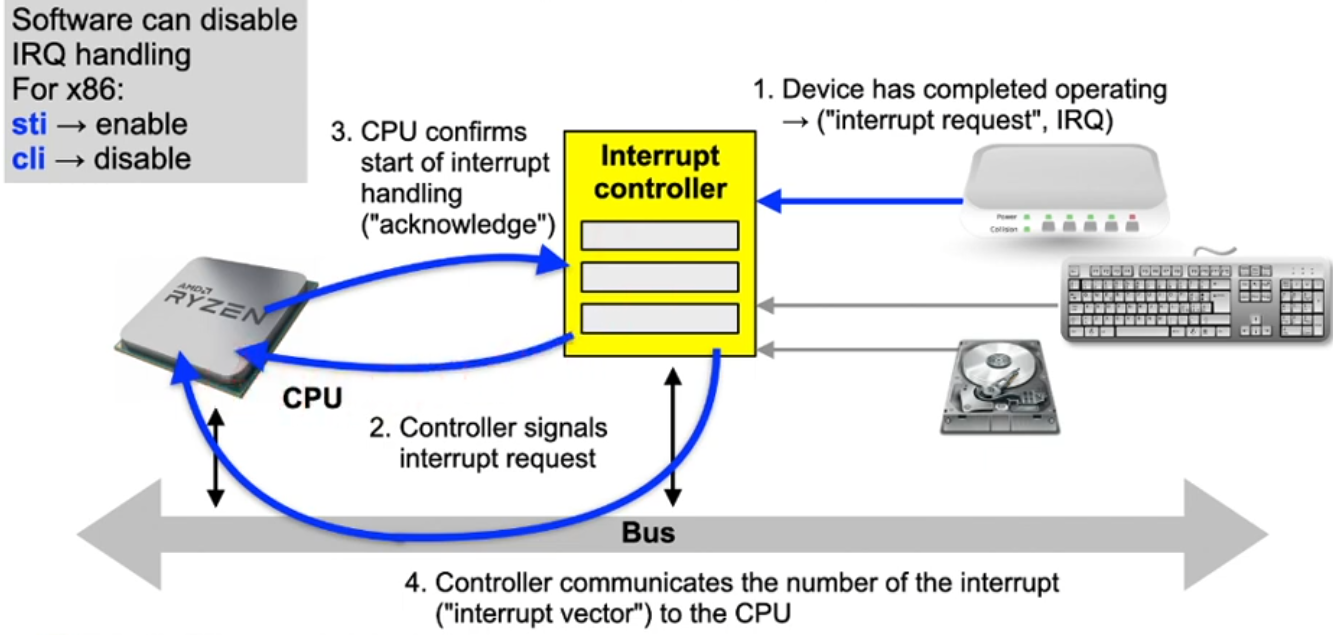 Software can disable
IRQ handling
For x86:
sti → enable
cli → disable
1. Device has completed operating
→ ("interrupt request", IRQ)
3. CPU confirms
start of interrupt
handling
("acknowledge")
Interrupt
controller
Power
Collision
AMD
RYZEN
CPU
2. Controller signals
interrupt request
Bus
4. Controller communicates the number of the interrupt
("interrupt vector") to the CPU